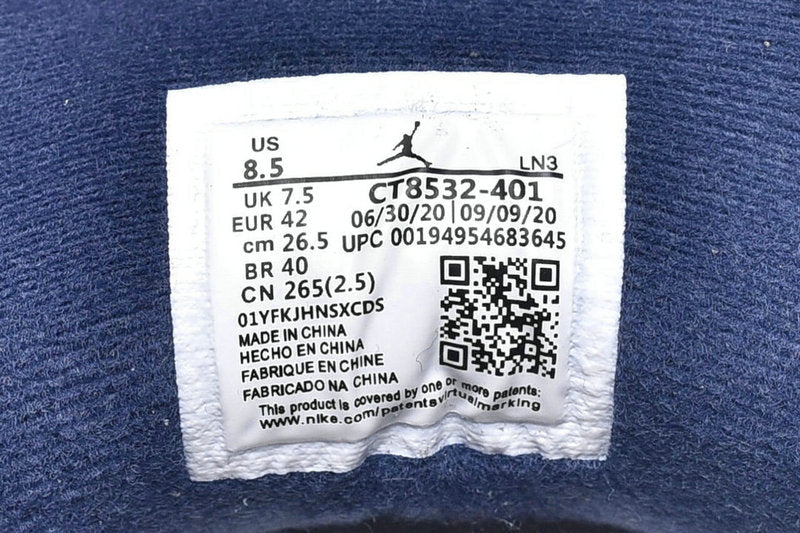 US
8.5
LN3
UK 7.5
CT8532-401
EUR 42
06/30/20 | 09/09/20
cm 26.5
UPC 00194954683645
BR 40
CN 265(2.5)
01YFKJHNSXCDS
MADE IN CHINA
HECHO EN CHINA
FABRIQUE EN CHINE
FABRICADO NA CHINA
This product is covered by one or more patents:
www.nike.com/patentsvirtualmarking